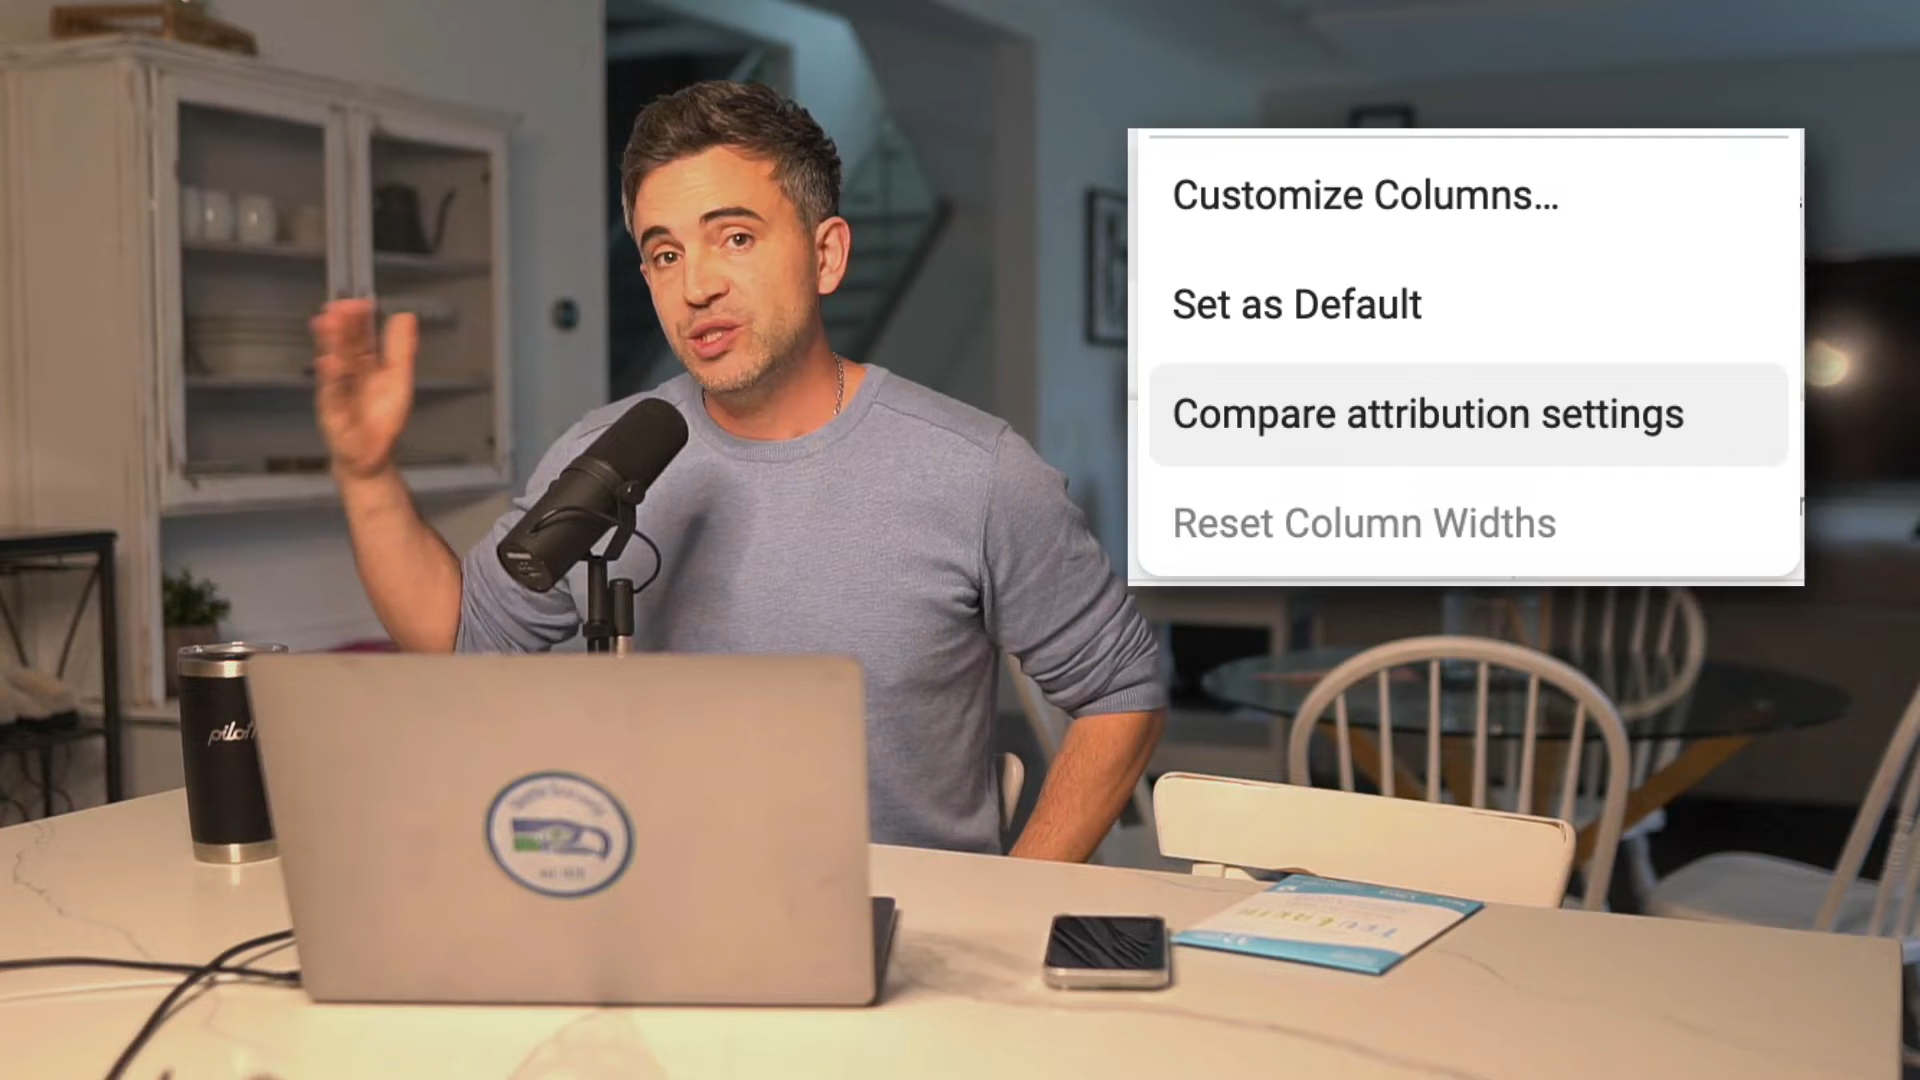 Customize Columns...
Set as Default
Compare attribution settings
Reset Column Widths